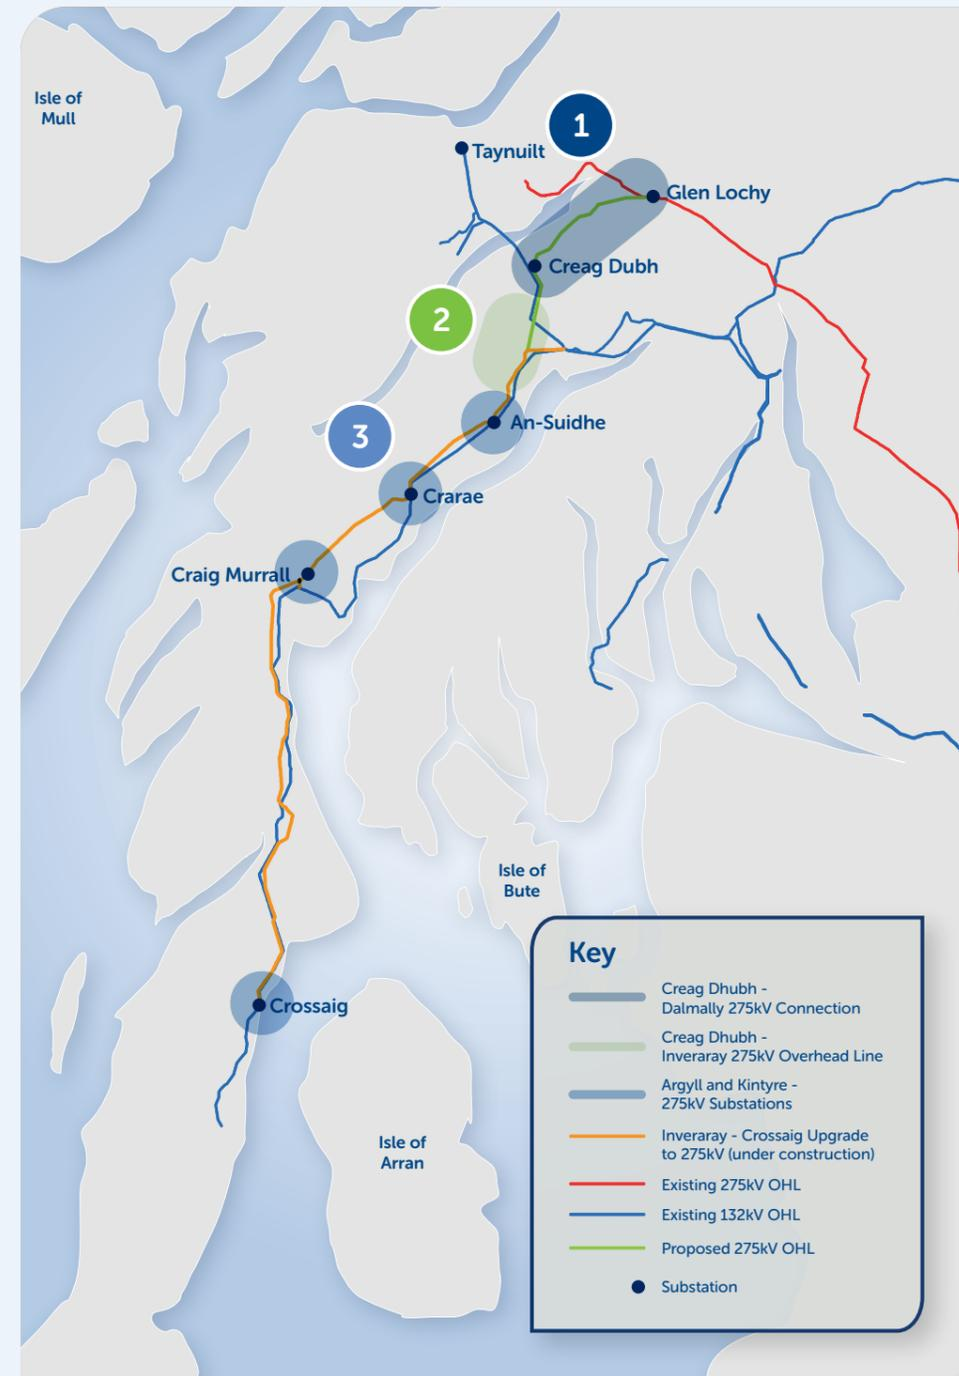 Isle of
Mull
1
Taynuilt
Glen Lochy
Creag Dubh
2
An-Suidhe
3
Crarae
Craig Murrall
Isle of
Bute
Crossaig
Isle of
Arran
Key
Creag Dhubh -
Dalmally 275kV Connection
Creag Dhubh -
Inveraray 275kV Overhead Line
Argyll and Kintyre -
275kV Substations
Inveraray - Crossaig Upgrade
to 275kV (under construction)
Existing 275kV OHL
Existing 132kV OHL
Proposed 275kV OHL
Substation